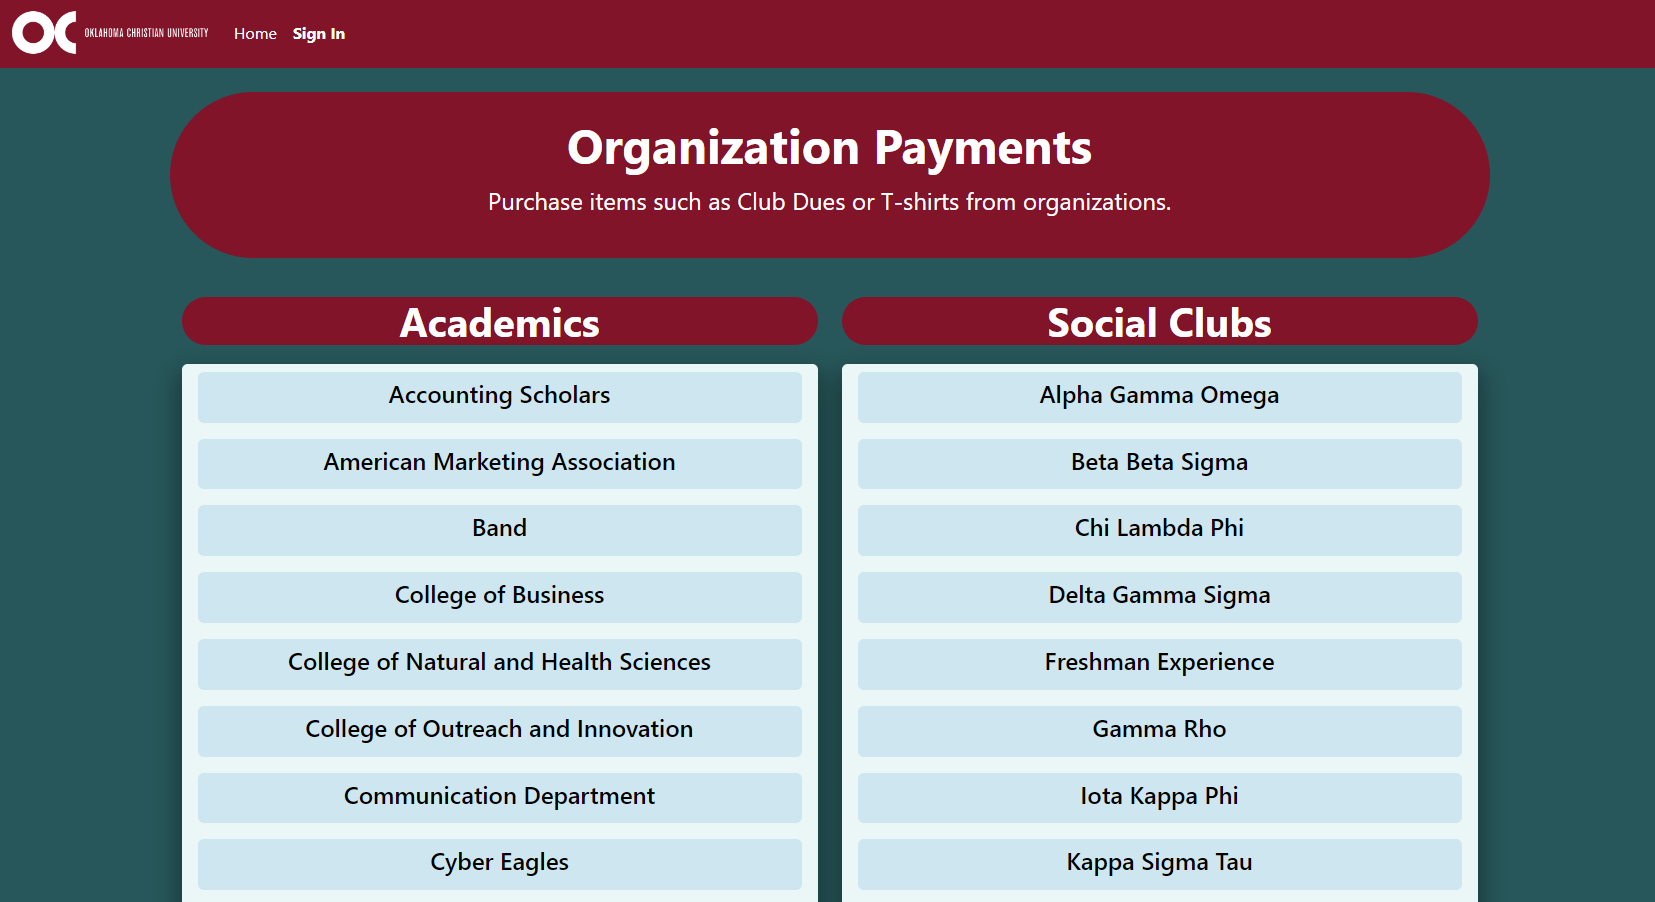 OC OKLAHOMA CHRISTIAN UNIVERSITY Home Sign In
Organization Payments
Purchase items such as Club Dues or T-shirts from organizations.
Academics
Accounting Scholars
American Marketing Association
Band
College of Business
College of Natural and Health Sciences
College of Outreach and Innovation
Communication Department
Cyber Eagles
Social Clubs
Alpha Gamma Omega
Beta Beta Sigma
Chi Lambda Phi
Delta Gamma Sigma
Freshman Experience
Gamma Rho
Iota Kappa Phi
Kappa Sigma Tau